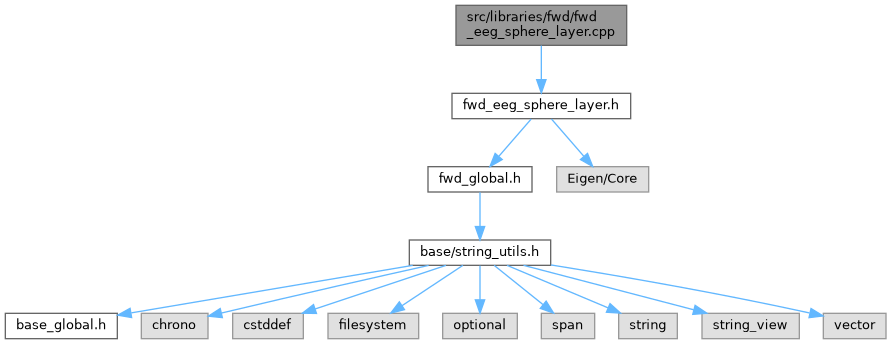 src/libraries/fwd/fwd
_eeg_sphere_layer.cpp
fwd_eeg_sphere_layer.h
fwd_global.h
Eigen/Core
base/string_utils.h
base_global.h
chrono
cstddef
filesystem
optional
span
string
string_view
vector